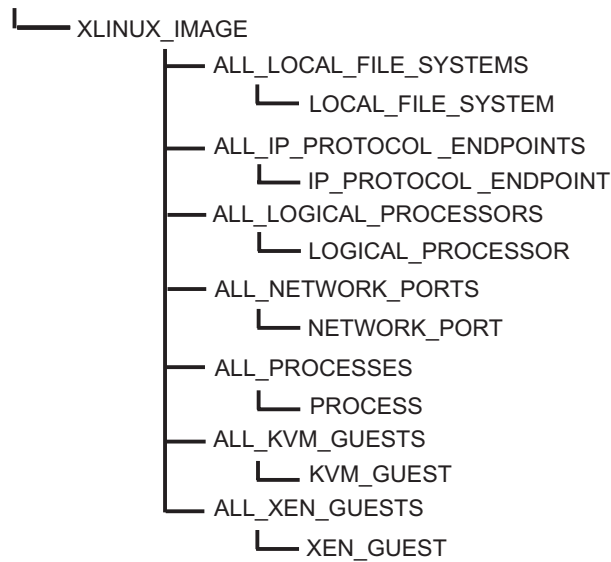 XLINUX_IMAGE
ALL_LOCAL_FILE_SYSTEMS
LOCAL_FILE_SYSTEM
ALL_IP_PROTOCOL _ENDPOINTS
IP_PROTOCOL _ENDPOINT
ALL_LOGICAL_PROCESSORS
LOGICAL_PROCESSOR
ALL_NETWORK_PORTS
NETWORK_PORT
ALL_PROCESSES
PROCESS
ALL_KVM_GUESTS
KVM_GUEST
ALL_XEN_GUESTS
XEN_GUEST